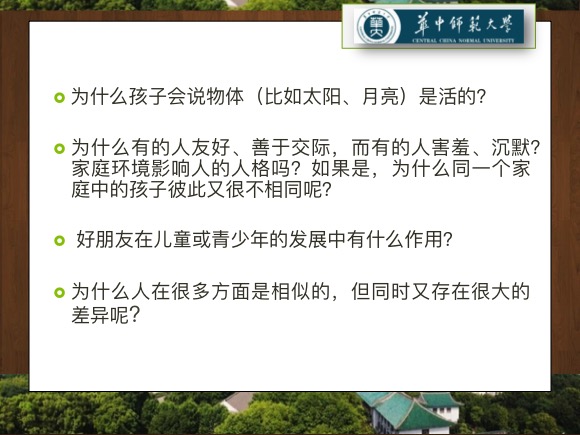 華中師範大學
CENTRAL CHINA NORMAL UNIVERSITY
为什么孩子会说物体（比如太阳、月亮）是活的？
为什么有的人友好、善于交际，而有的人害羞、沉默？
家庭环境影响人的人格吗？如果是，为什么同一个家
庭中的孩子彼此又很不相同呢？
好朋友在儿童或青少年的发展中有什么作用？
为什么人在很多方面是相似的，但同时又存在很大的
差异呢？